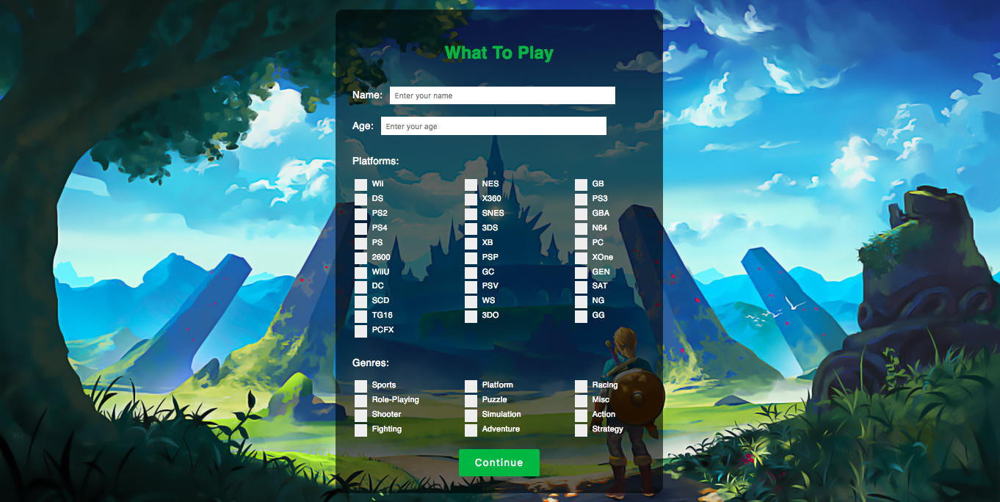 What To Play
Name: Enter your name
Age: Enter your age
Platforms:
Wii NES GB
DS X360 PS3
PS2 SNES GBA
PS4 3DS N64
PS XB PC
2600 PSP XOne
WiiU GC GEN
DC PSV SAT
SCD WS NG
TG16 3DO GG
PCFX
Genres:
Sports Platform Racing
Role-Playing Puzzle Misc
Shooter Simulation Action
Fighting Adventure Strategy
Continue